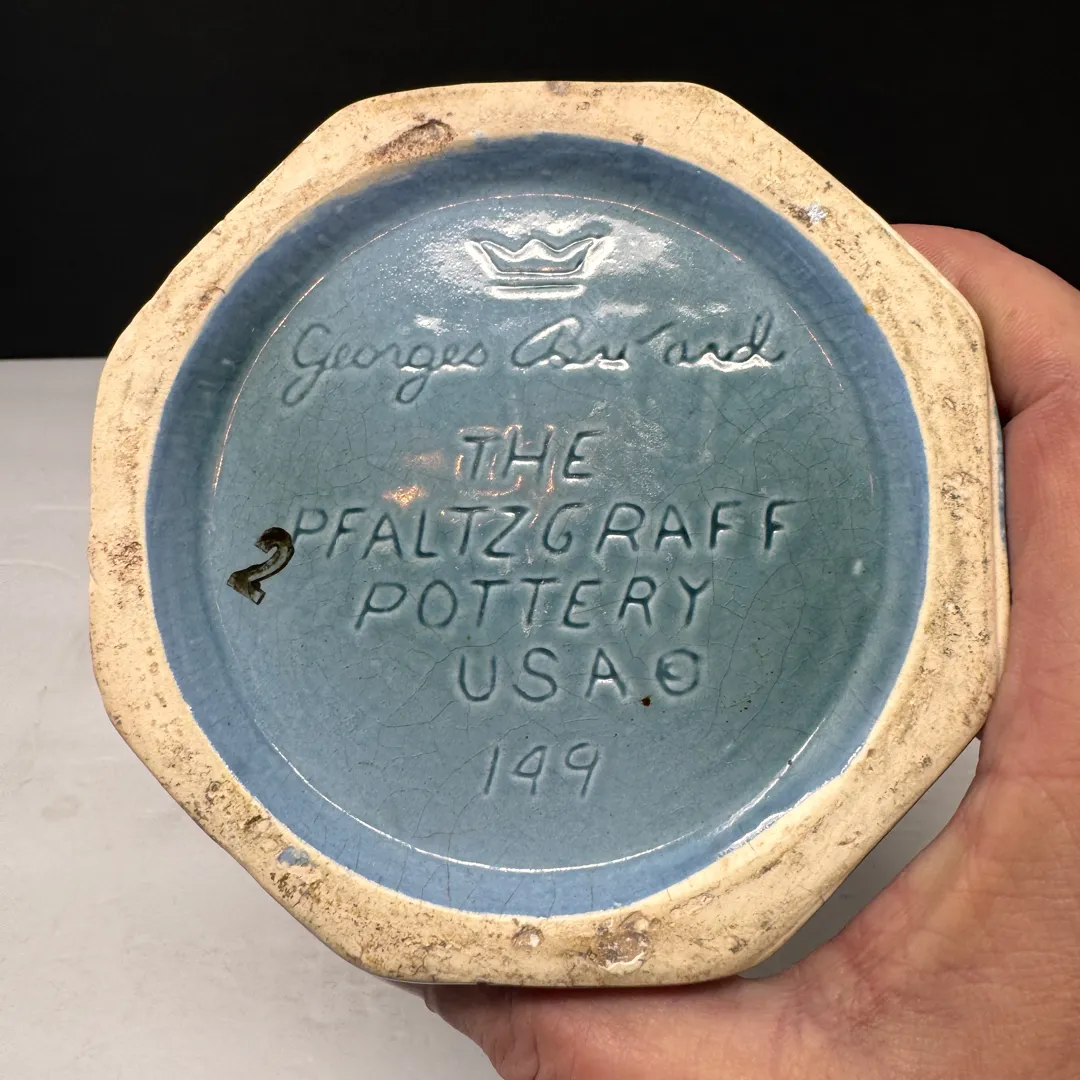 Georges Briard
THE
PFALTZGRAFF
POTTERY
USA ©
149
2